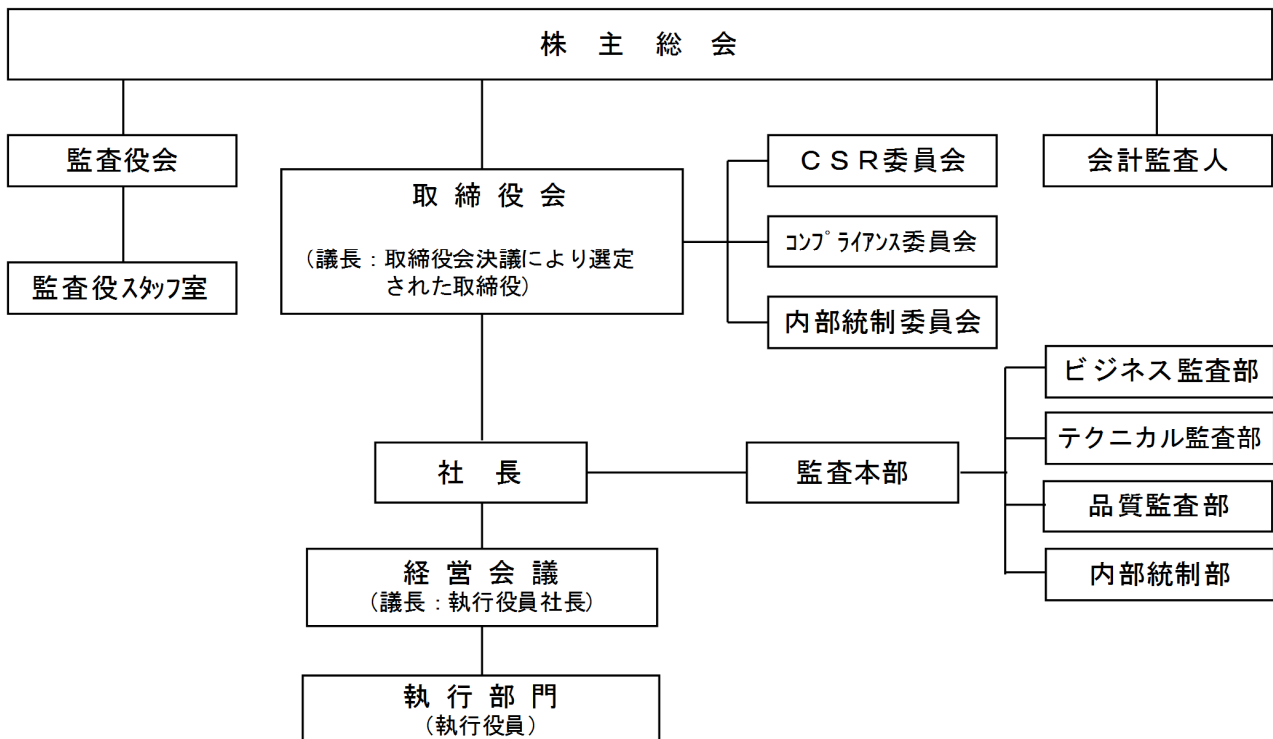 株 主 総 会
監査役会
監査役スタッフ室
取 締 役 会
（議長：取締役会決議により選定
された取締役）
ＣＳＲ委員会
ｺﾝﾌﾟﾗｲｱﾝｽ委員会
内部統制委員会
会計監査人
社 長
監査本部
ビジネス監査部
テクニカル監査部
品質監査部
内部統制部
経 営 会 議
（議長：執行役員社長）
執 行 部 門
（執行役員）